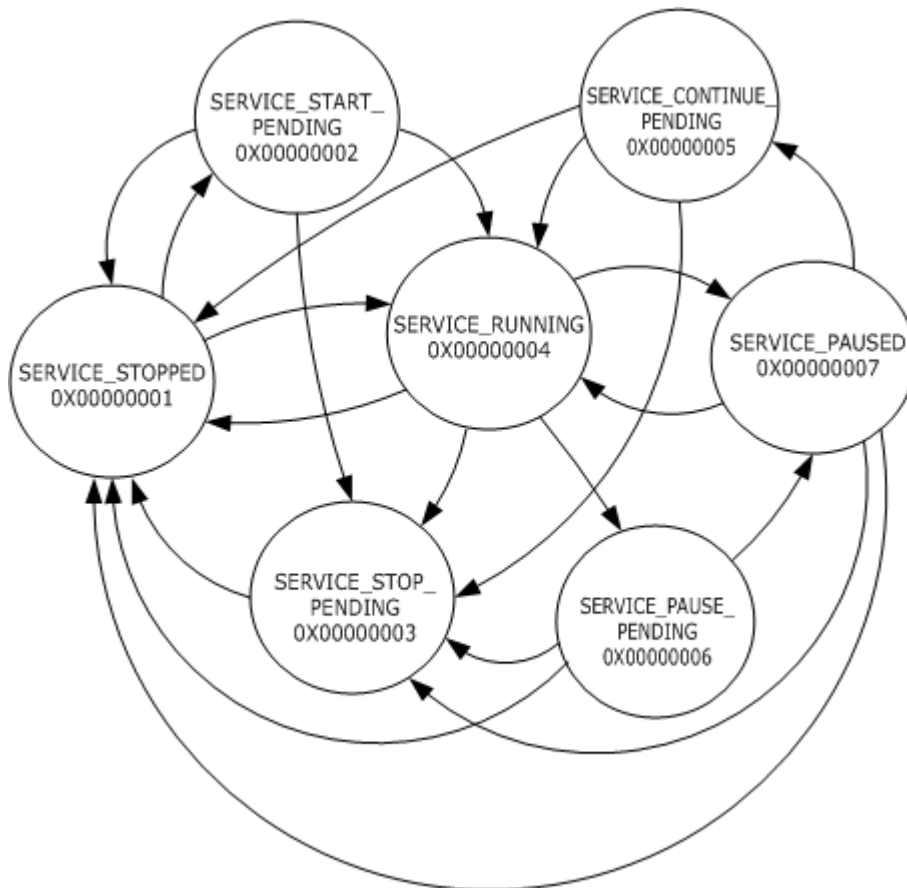 SERVICE_START_
PENDING
0X00000002
SERVICE_CONTINUE_
PENDING
0X00000005
SERVICE_RUNNING
0X00000004
SERVICE_PAUSED
0X00000007
SERVICE_STOPPED
0X00000001
SERVICE_STOP_
PENDING
0X00000003
SERVICE_PAUSE_
PENDING
0X00000006